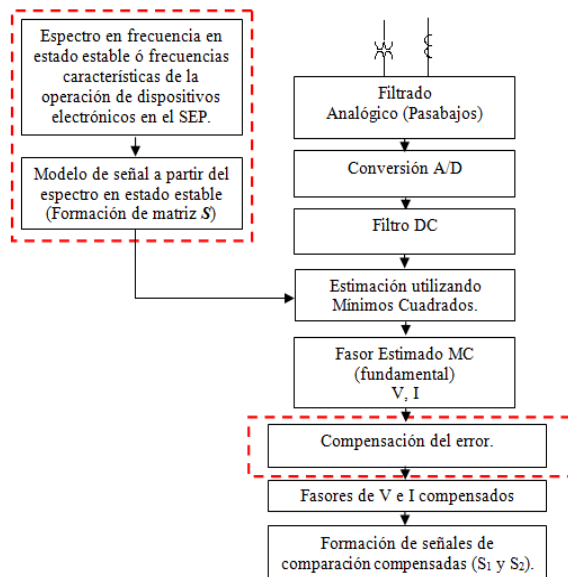 Espectro en frecuencia en
estado estable ó frecuencias
características de la
operación de dispositivos
electrónicos en el SEP.
Modelo de señal a partir del
espectro en estado estable
(Formación de matriz S)
Filtrado
Analógico (Pasabajos)
Conversión A/D
Filtro DC
Estimación utilizando
Mínimos Cuadrados.
Fasor Estimado MC
(fundamental)
V, I
Compensación del error.
Fasores de V e I compensados
Formación de señales de
comparación compensadas (S₁ y S₂).